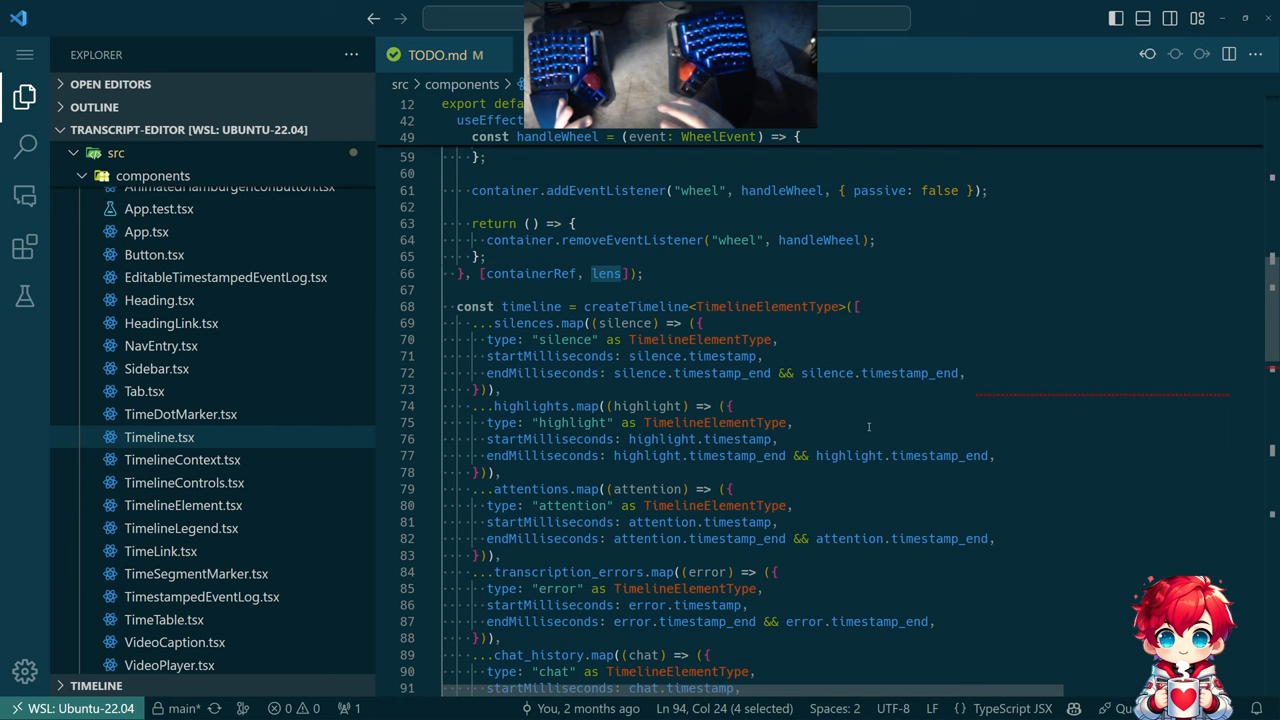 EXPLORER
TODO.md M
OPEN EDITORS
OUTLINE
TRANSCRIPT-EDITOR [WSL: UBUNTU-22.04]
src
components
AnimatedHamburgerIconButton.tsx
App.test.tsx
App.tsx
Button.tsx
EditableTimestampedEventLog.tsx
Heading.tsx
HeadingLink.tsx
NavEntry.tsx
Sidebar.tsx
Tab.tsx
TimeDotMarker.tsx
Timeline.tsx
TimelineContext.tsx
TimelineControls.tsx
TimelineElement.tsx
TimelineLegend.tsx
TimeLink.tsx
TimeSegmentMarker.tsx
TimestampedEventLog.tsx
TimeTable.tsx
VideoCaption.tsx
VideoPlayer.tsx
TIMELINE
src > components >
12 export defa
42 useEffect
49 const handleWheel = (event: WheelEvent) => {
59 };
60
61 container.addEventListener("wheel", handleWheel, { passive: false });
62
63 return () => {
64 container.removeEventListener("wheel", handleWheel);
65 };
66 }, [containerRef, lens]);
67
68 const timeline = createTimeline<TimelineElementType>([
69 ...silences.map((silence) => ({
70 type: "silence" as TimelineElementType,
71 startMilliseconds: silence.timestamp,
72 endMilliseconds: silence.timestamp_end && silence.timestamp_end,
73 })),
74 ...highlights.map((highlight) => ({
75 type: "highlight" as TimelineElementType,
76 startMilliseconds: highlight.timestamp,
77 endMilliseconds: highlight.timestamp_end && highlight.timestamp_end,
78 })),
79 ...attentions.map((attention) => ({
80 type: "attention" as TimelineElementType,
81 startMilliseconds: attention.timestamp,
82 endMilliseconds: attention.timestamp_end && attention.timestamp_end,
83 })),
84 ...transcription_errors.map((error) => ({
85 type: "error" as TimelineElementType,
86 startMilliseconds: error.timestamp,
87 endMilliseconds: error.timestamp_end && error.timestamp_end,
88 })),
89 ...chat_history.map((chat) => ({
90 type: "chat" as TimelineElementType,
91 startMilliseconds: chat.timestamp,
WSL: Ubuntu-22.04 main* 0 0 1 You, 2 months ago Ln 94, Col 24 (4 selected) Spaces: 2 UTF-8 LF {} TypeScript JSX